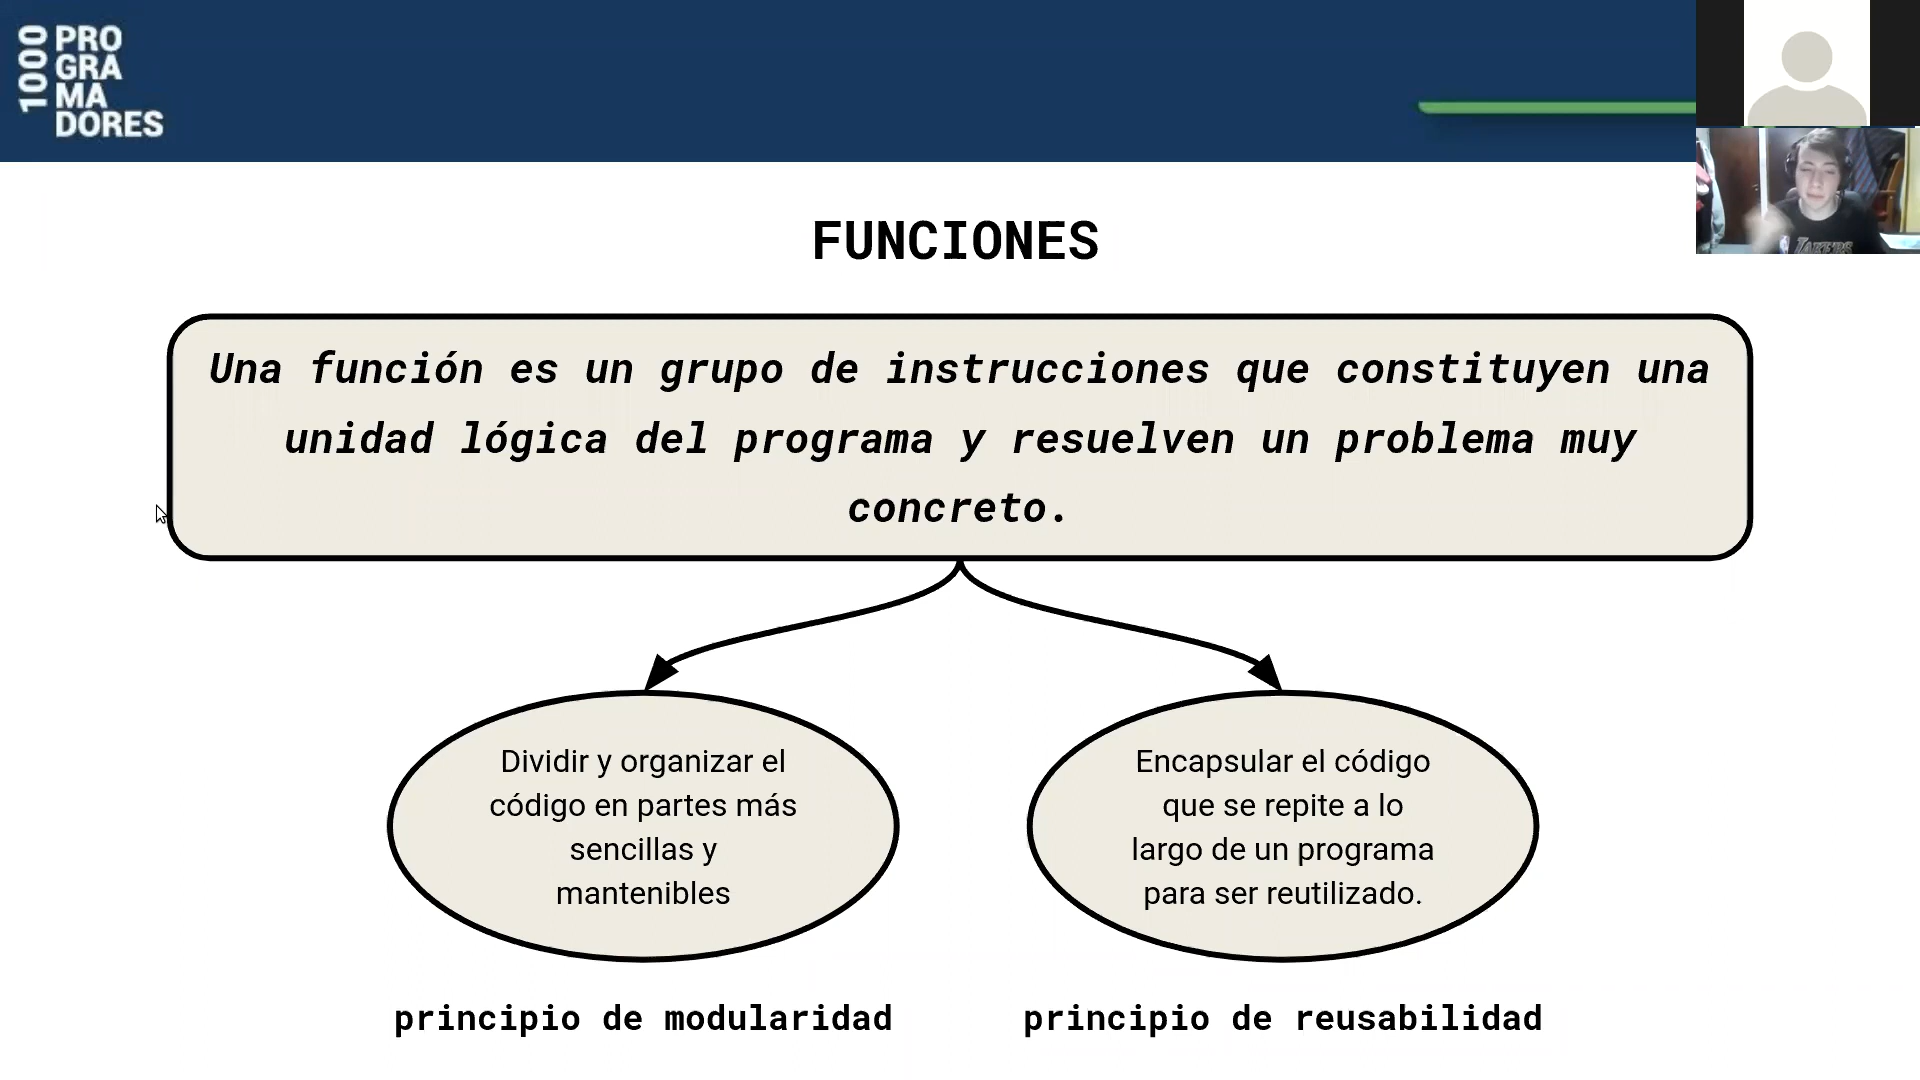 1000
PRO
GRA
MA
DORES
FUNCIONES
Una función es un grupo de instrucciones que constituyen una
unidad lógica del programa y resuelven un problema muy
concreto.
Dividir y organizar el
código en partes más
sencillas y
mantenibles
Encapsular el código
que se repite a lo
largo de un programa
para ser reutilizado.
principio de modularidad
principio de reusabilidad
LAKERS